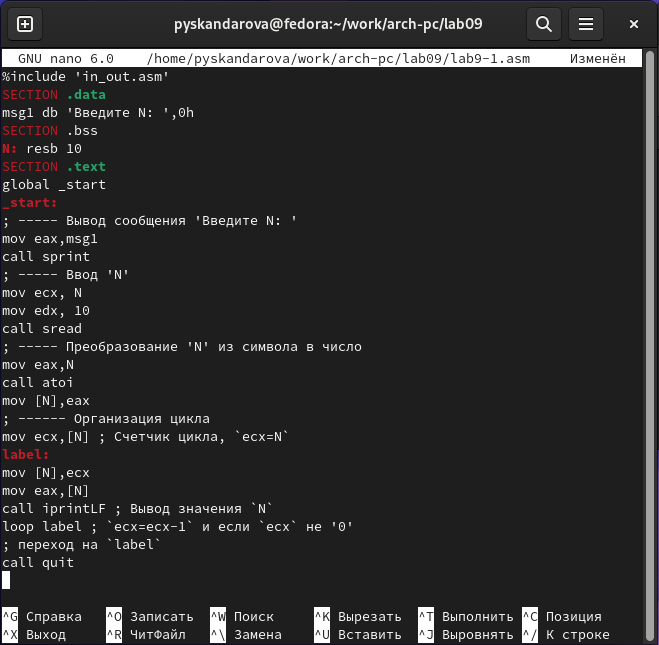 pyskandarova@fedora:~/work/arch-pc/lab09
GNU nano 6.0 /home/pyskandarova/work/arch-pc/lab09/lab9-1.asm Изменён
%include 'in_out.asm'
SECTION .data
msg1 db 'Введите N: ',0h
SECTION .bss
N: resb 10
SECTION .text
global _start
_start:
; ----- Вывод сообщения 'Введите N: '
mov eax,msg1
call sprint
; ----- Ввод 'N'
mov ecx, N
mov edx, 10
call sread
; ----- Преобразование 'N' из символа в число
mov eax,N
call atoi
mov [N],eax
; ------ Организация цикла
mov ecx,[N] ; Счетчик цикла, `ecx=N`
label:
mov [N],ecx
mov eax,[N]
call iprintLF ; Вывод значения `N`
loop label ; `ecx=ecx-1` и если `ecx` не '0'
; переход на `label`
call quit
^G Справка ^O Записать ^W Поиск ^K Вырезать ^T Выполнить ^C Позиция
^X Выход ^R ЧитФайл ^\ Замена ^U Вставить ^J Выровнять ^/ К строке